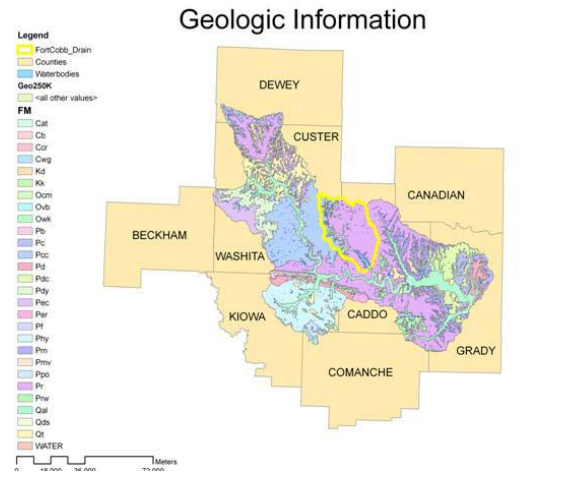 Geologic Information
Legend
FortCobb_Drain
Counties
Waterbodies
Geo250K
<all other values>
FM
Cat
Cb
Ccr
Cwg
Kd
Kk
Ocm
Ovb
Owk
Pb
Pc
Pcc
Pd
Pdc
Pdy
Pec
Per
Pf
Phy
Pm
Pmv
Ppo
Pr
Prw
Qal
Qds
Qt
WATER
Meters
DEWEY
CUSTER
CANADIAN
BECKHAM
WASHITA
KIOWA
CADDO
GRADY
COMANCHE